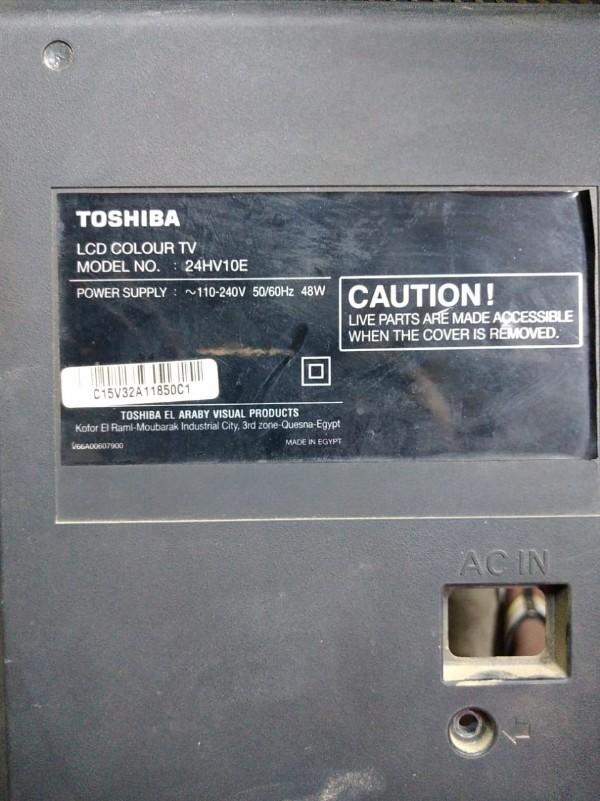 TOSHIBA
LCD COLOUR TV
MODEL NO. : 24HV10E
POWER SUPPLY : ~110-240V 50/60Hz 48W
CAUTION!
LIVE PARTS ARE MADE ACCESSIBLE
WHEN THE COVER IS REMOVED.
C15V32A11850C1
TOSHIBA EL ARABY VISUAL PRODUCTS
Kofor El Raml-Moubarak Industrial City, 3rd zone-Quesna-Egypt
V66A00607900
MADE IN EGYPT
AC IN